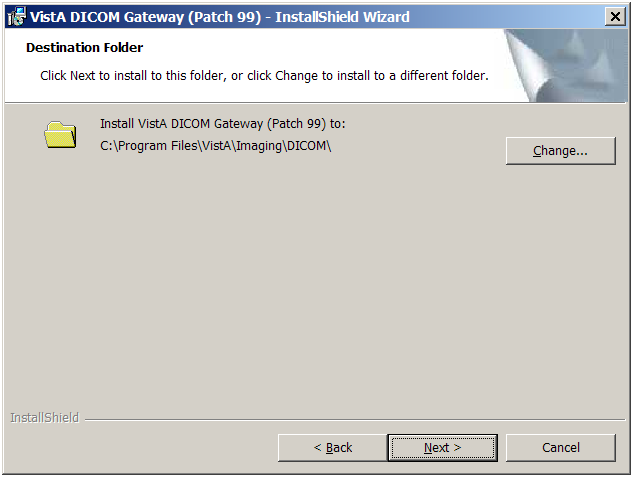 VistA DICOM Gateway (Patch 99) - InstallShield Wizard
Destination Folder
Click Next to install to this folder, or click Change to install to a different folder.
Install VistA DICOM Gateway (Patch 99) to:
C:\Program Files\VistA\Imaging\DICOM\
Change...
InstallShield
< Back
Next >
Cancel